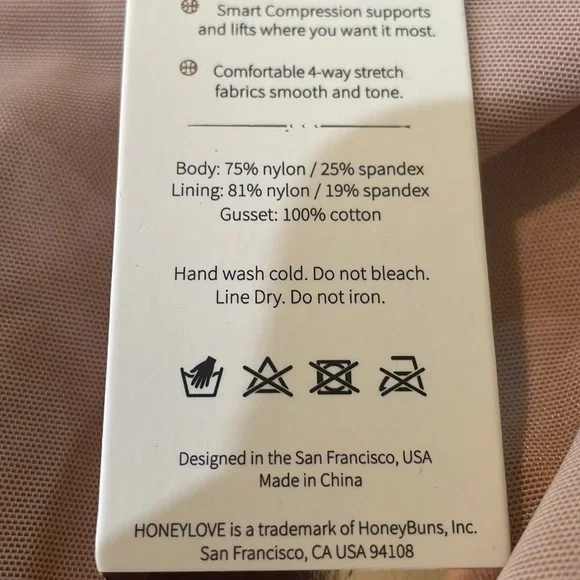 Smart Compression supports
and lifts where you want it most.
Comfortable 4-way stretch
fabrics smooth and tone.
Body: 75% nylon / 25% spandex
Lining: 81% nylon / 19% spandex
Gusset: 100% cotton
Hand wash cold. Do not bleach.
Line Dry. Do not iron.
Designed in the San Francisco, USA
Made in China
HONEYLOVE is a trademark of HoneyBuns, Inc.
San Francisco, CA USA 94108